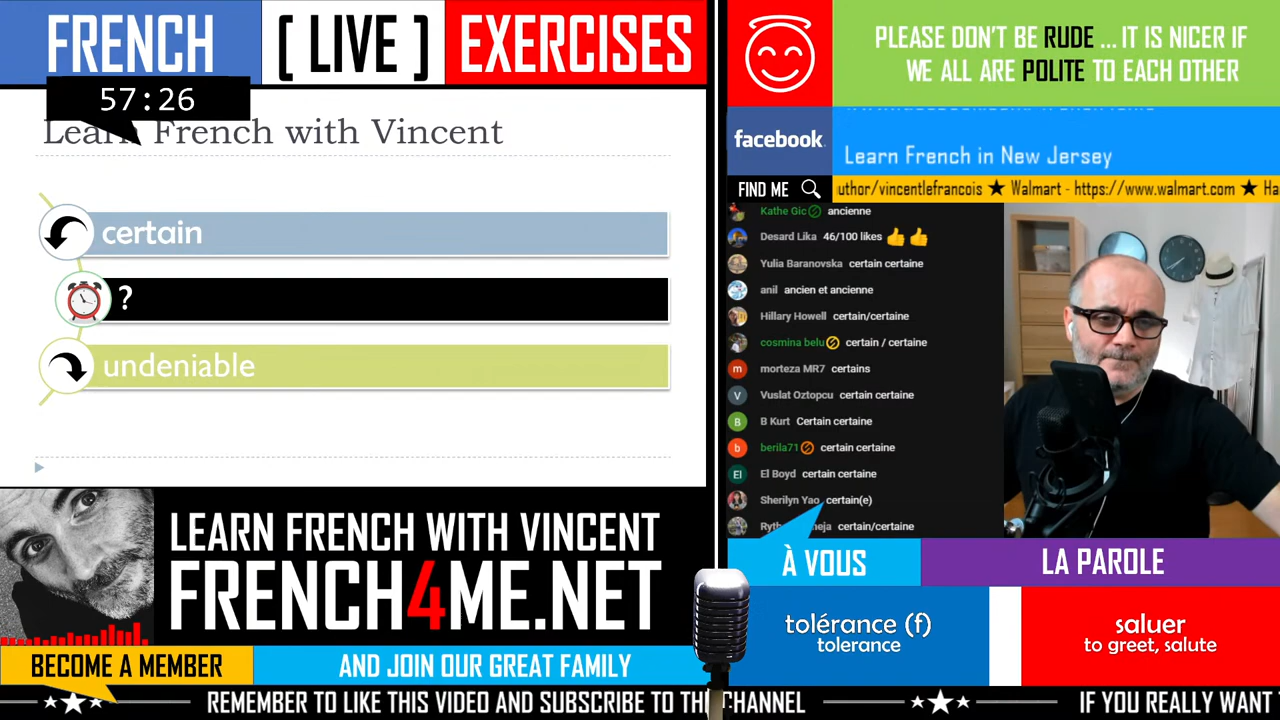 FRENCH [ LIVE ] EXERCISES
57:26
Learn French with Vincent
certain
?
undeniable
LEARN FRENCH WITH VINCENT
FRENCH4ME.NET
BECOME A MEMBER
AND JOIN OUR GREAT FAMILY
PLEASE DON'T BE RUDE ... IT IS NICER IF
WE ALL ARE POLITE TO EACH OTHER
facebook
Learn French in New Jersey
FIND ME
uthor/vincentlefrancois ★ Walmart - https://www.walmart.com ★ Ha
Kathe Gic ancienne
Desard Lika 46/100 likes 👍 👍
Yulia Baranovska certain certaine
anil ancien et ancienne
Hillary Howell certain/certaine
cosmina belu certain / certaine
m morteza MR7 certains
V Vuslat Oztopcu certain certaine
B B Kurt Certain certaine
b berila71 certain certaine
El El Boyd certain certaine
Sherilyn Yao certain(e)
certain/certaine
À VOUS
LA PAROLE
tolérance (f)
tolerance
saluer
to greet, salute
REMEMBER TO LIKE THIS VIDEO AND SUBSCRIBE TO CHANNEL
IF YOU REALLY WANT